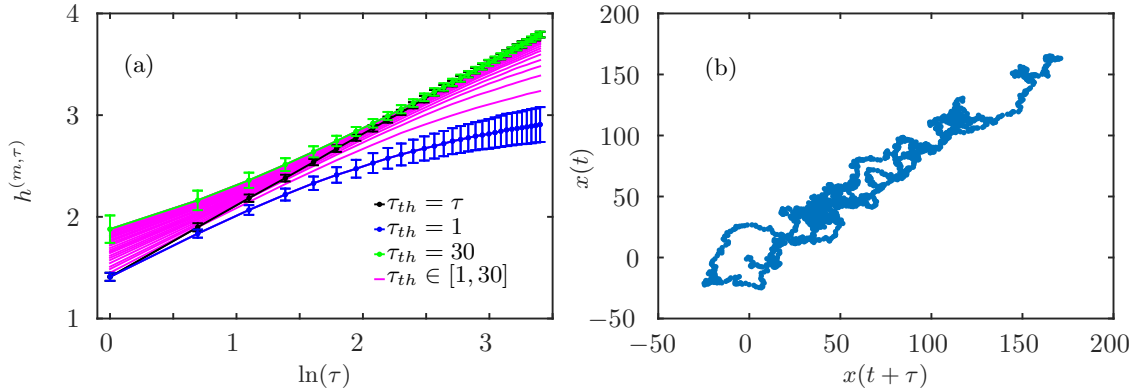 (a)
4
3
2
1
h^{(m,τ)}
0
1
2
3
ln(τ)
τ_{th} = τ
τ_{th} = 1
τ_{th} = 30
τ_{th} ∈ [1, 30]
(b)
200
150
100
50
0
−50
x(t)
−50
0
50
100
150
200
x(t + τ)